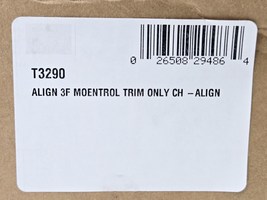 0 26508 29486 4
T3290
ALIGN 3F MOENTROL TRIM ONLY CH –ALIGN